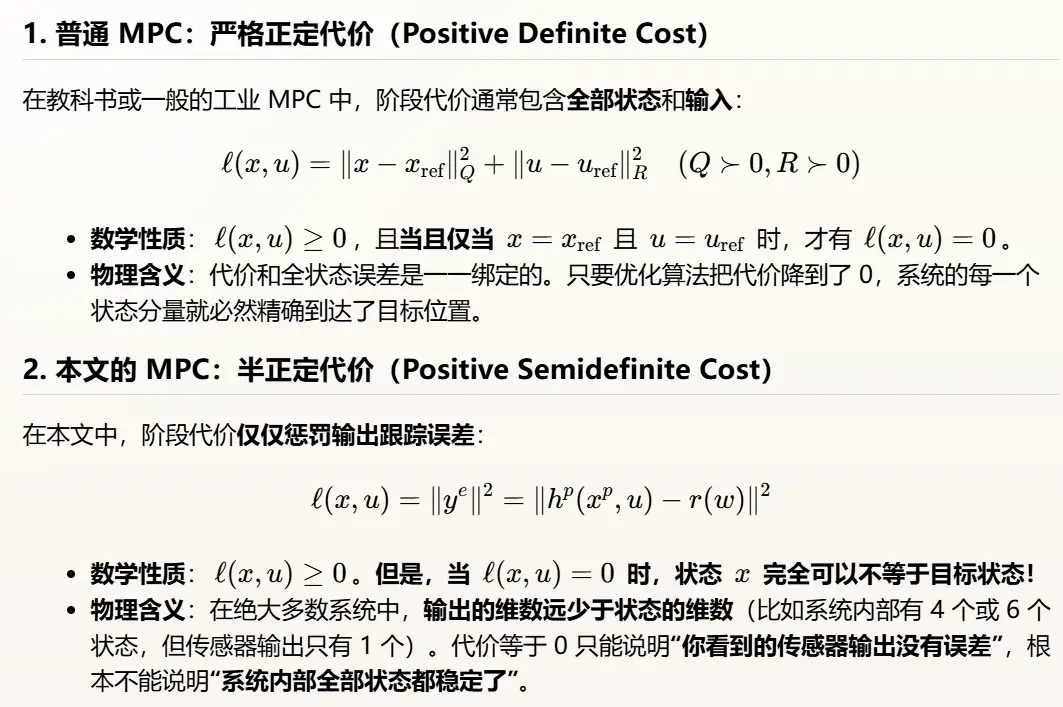 1. 普通 MPC：严格正定代价（Positive Definite Cost）
在教科书或一般的工业 MPC 中，阶段代价通常包含全部状态和输入：
ℓ(x, u) = ∥x − x_ref∥²_Q + ∥u − u_ref∥²_R (Q ≻ 0, R ≻ 0)
• 数学性质：ℓ(x, u) ≥ 0，且当且仅当 x = x_ref 且 u = u_ref 时，才有 ℓ(x, u) = 0。
• 物理含义：代价和全状态误差是一一绑定的。只要优化算法把代价降到了 0，系统的每一个
状态分量就必然精确到达了目标位置。
2. 本文的 MPC：半正定代价（Positive Semidefinite Cost）
在本文中，阶段代价仅仅惩罚输出跟踪误差：
ℓ(x, u) = ∥y^e∥² = ∥h^p(x^p, u) − r(w)∥²
• 数学性质：ℓ(x, u) ≥ 0。但是，当 ℓ(x, u) = 0 时，状态 x 完全可以不等于目标状态！
• 物理含义：在绝大多数系统中，输出的维数远少于状态的维数（比如系统内部有 4 个或 6 个
状态，但传感器输出只有 1 个）。代价等于 0 只能说明“你看到的传感器输出没有误差”，根
本不能说明“系统内部全部状态都稳定了”。